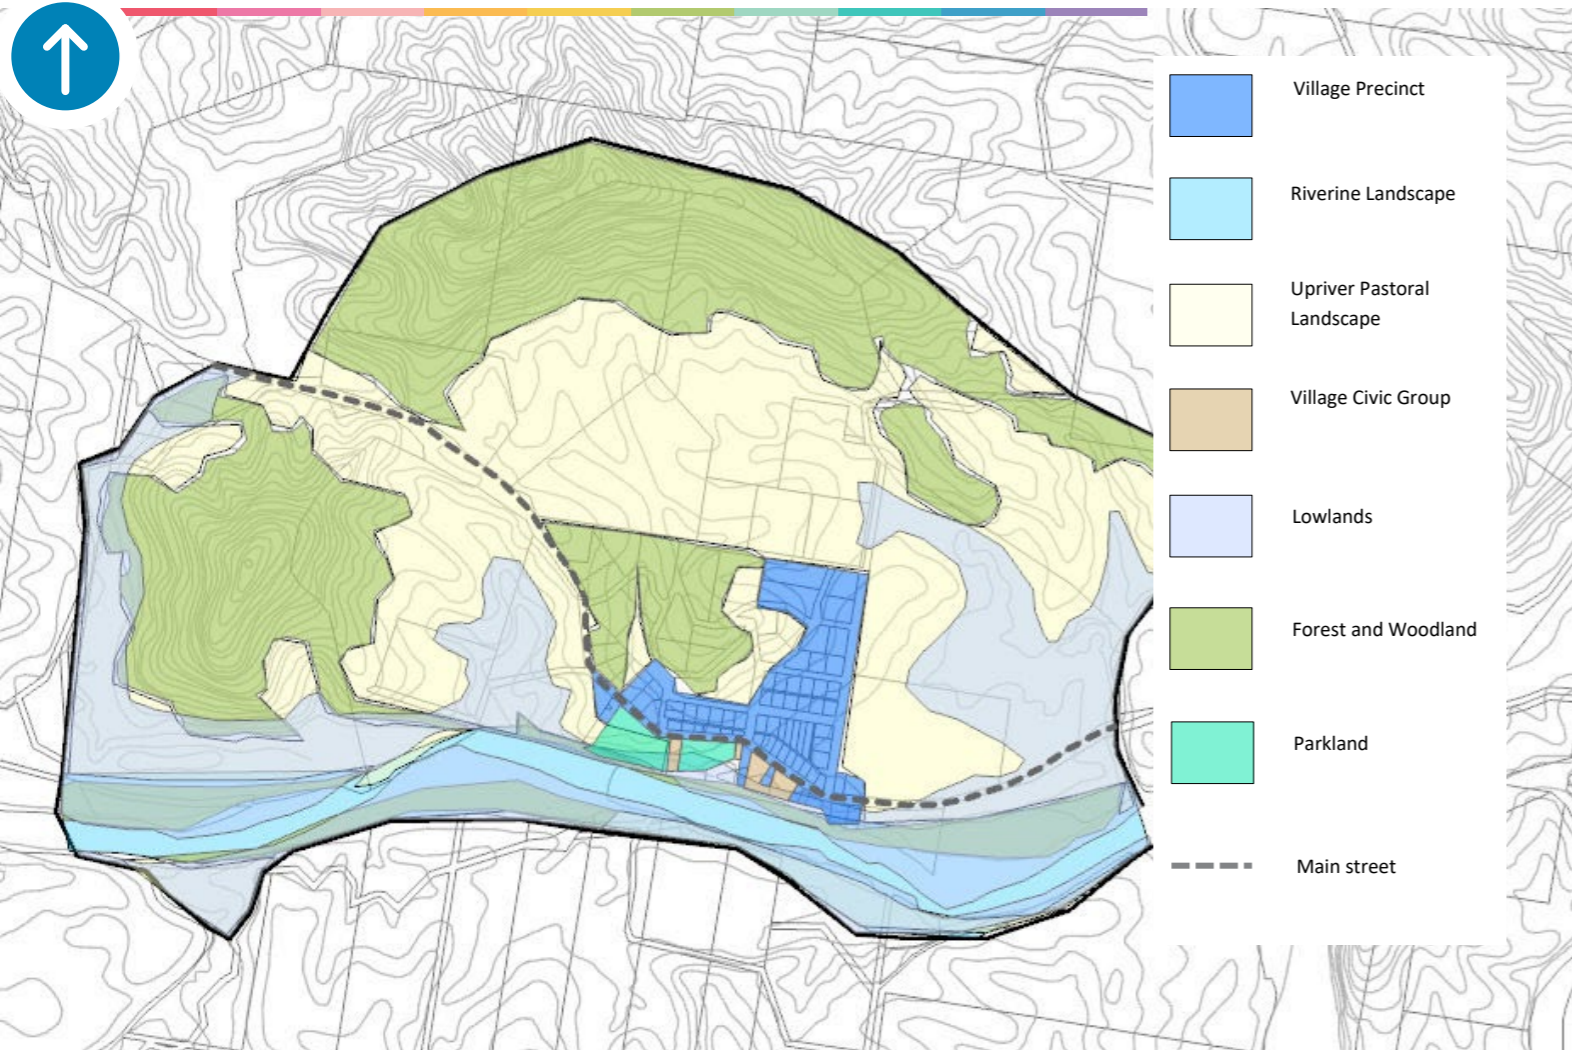 Village Precinct
Riverine Landscape
Upriver Pastoral
Landscape
Village Civic Group
Lowlands
Forest and Woodland
Parkland
Main street